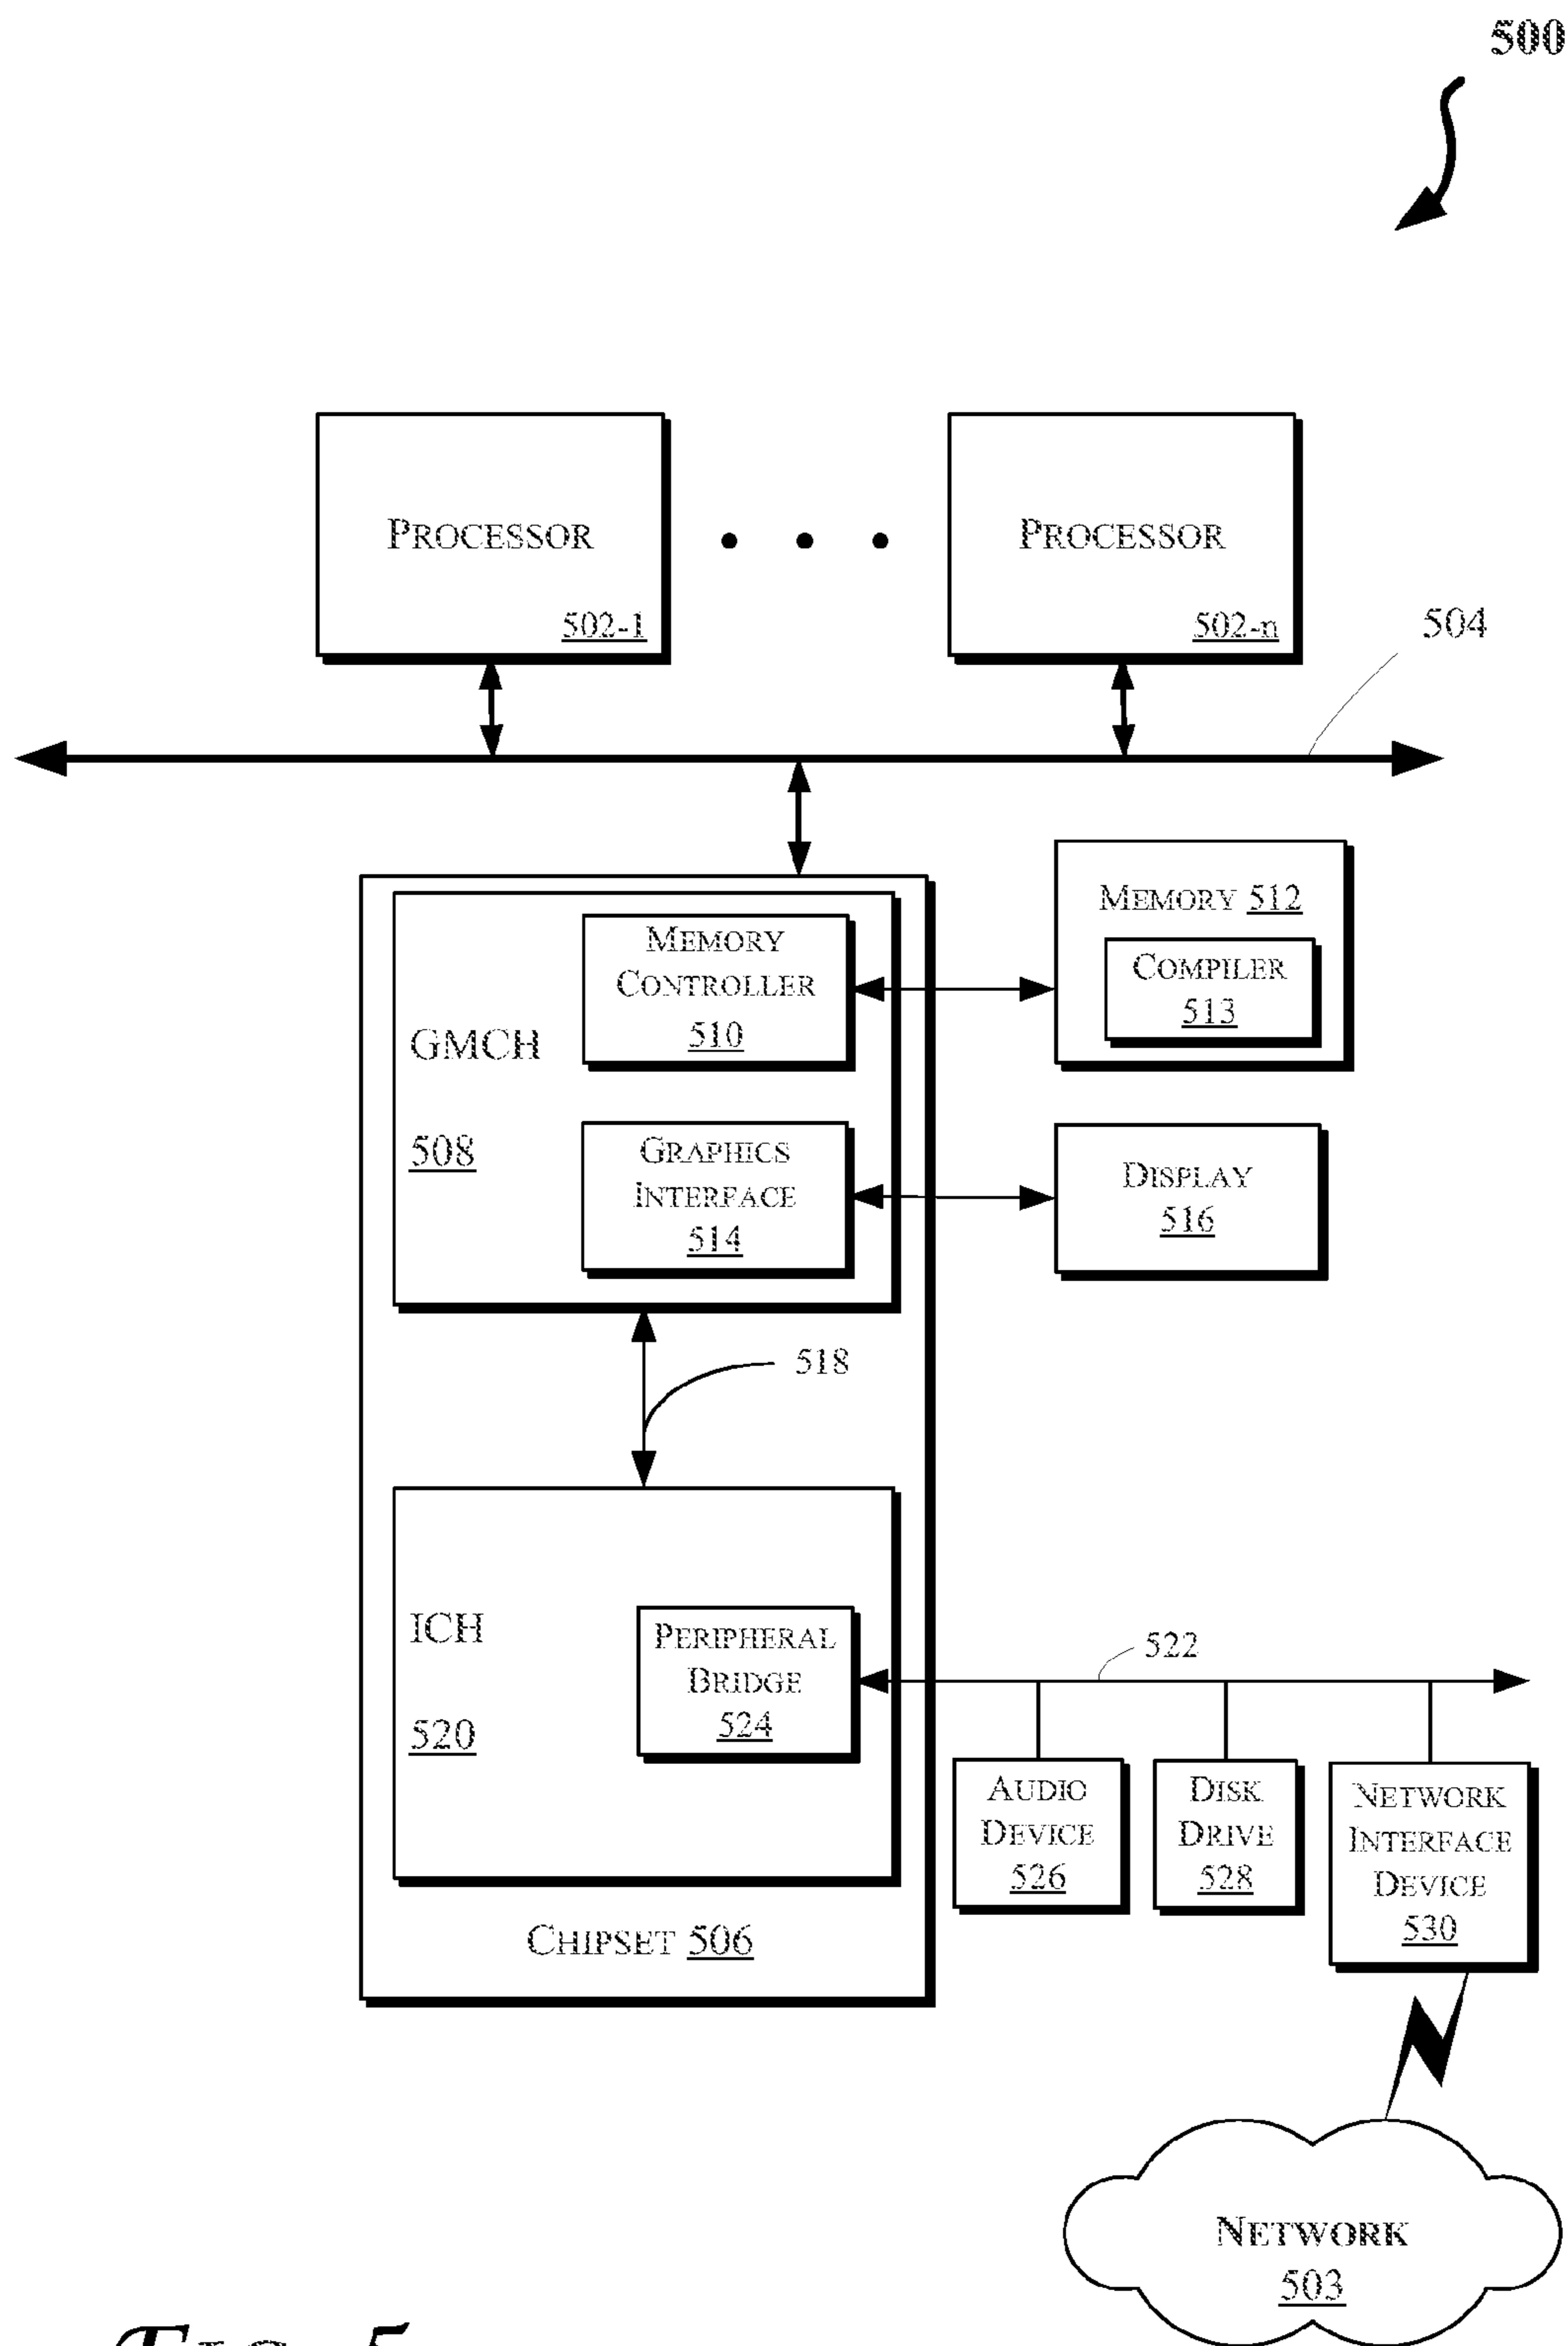 500
PROCESSOR
502-1
PROCESSOR
502-n
504
MEMORY
CONTROLLER
510
MEMORY 512
COMPILER
513
GMCH
508
GRAPHICS
INTERFACE
514
DISPLAY
516
518
ICH
520
PERIPHERAL
BRIDGE
524
522
AUDIO
DEVICE
526
DISK
DRIVE
528
NETWORK
INTERFACE
DEVICE
530
CHIPSET 506
NETWORK
503
FIG. 5